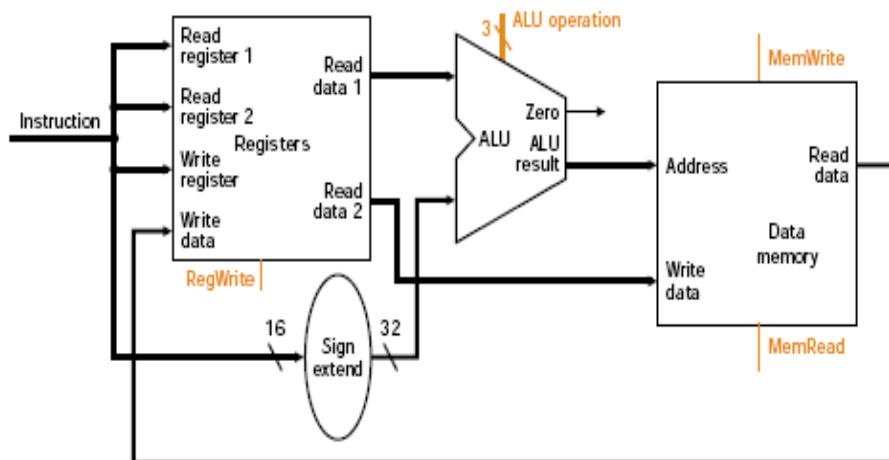 Instruction
Read
register 1
Read
register 2
Write
register
Write
data
Registers
Read
data 1
Read
data 2
RegWrite
16
Sign
extend
32
3
ALU operation
Zero
ALU
ALU
result
MemWrite
Address
Read
data
Data
memory
Write
data
MemRead